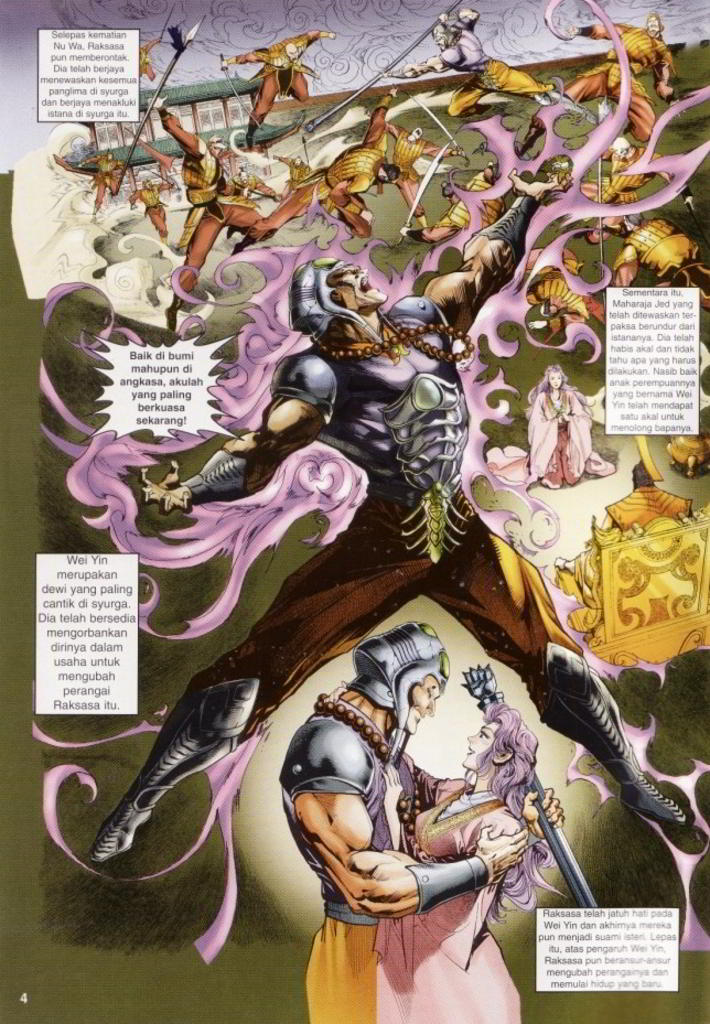 Selepas kematian
Nu Wa, Raksasa
pun memberontak.
Dia telah berjaya
menewaskan kesemua
panglima di syurga
dan berjaya menakluki
istana di syurga itu.
Sementara itu,
Maharaja Jed yang
telah ditewaskan ter-
paksa berundur dari
istananya. Dia telah
habis akal dan tidak
tahu apa yang harus
dilakukan. Nasib baik
anak perempuannya
yang bernama Wei
Yin telah mendapat
satu akal untuk
menolong bapanya.
Baik di bumi
mahupun di
angkasa, akulah
yang paling
berkuasa
sekarang!
Wei Yin
merupakan
dewi yang paling
cantik di syurga.
Dia telah bersedia
mengorbankan
dirinya dalam
usaha untuk
mengubah
perangai
Raksasa itu.
Raksasa telah jatuh hati pada
Wei Yin dan akhirnya mereka
pun menjadi suami isteri. Lepas
itu, atas pengaruh Wei Yin,
Raksasa pun beransur-ansur
mengubah perangainya dan
memulai hidup yang baru.
4